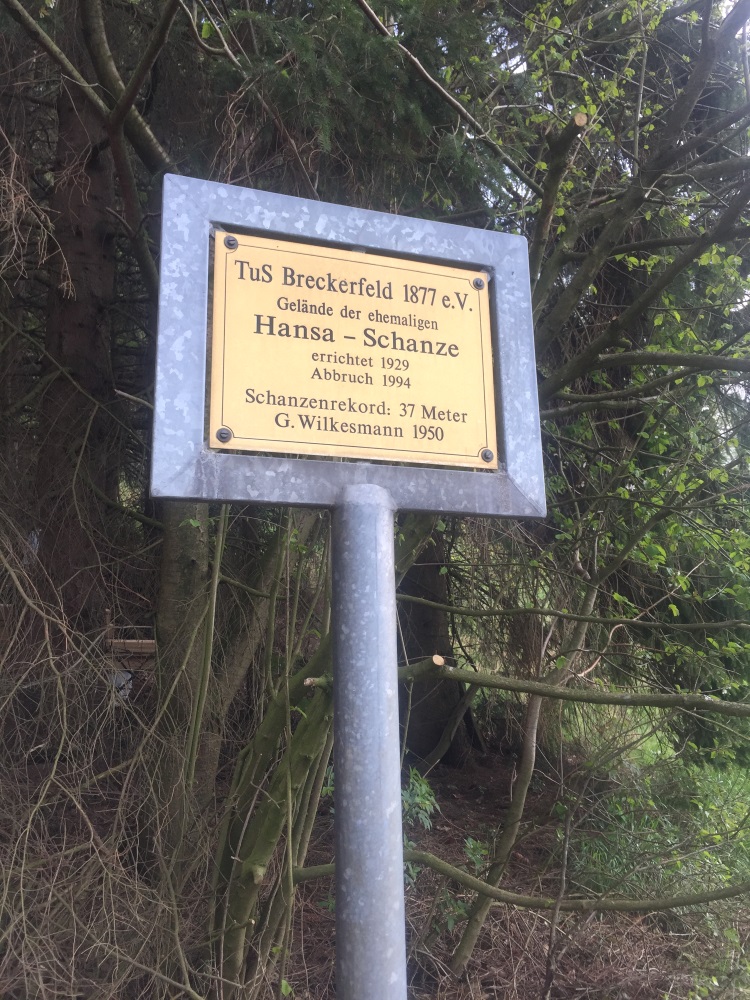 TuS Breckerfeld 1877 e.V.
Gelände der ehemaligen
Hansa - Schanze
errichtet 1929
Abbruch 1994
Schanzenrekord: 37 Meter
G.Wilkesmann 1950